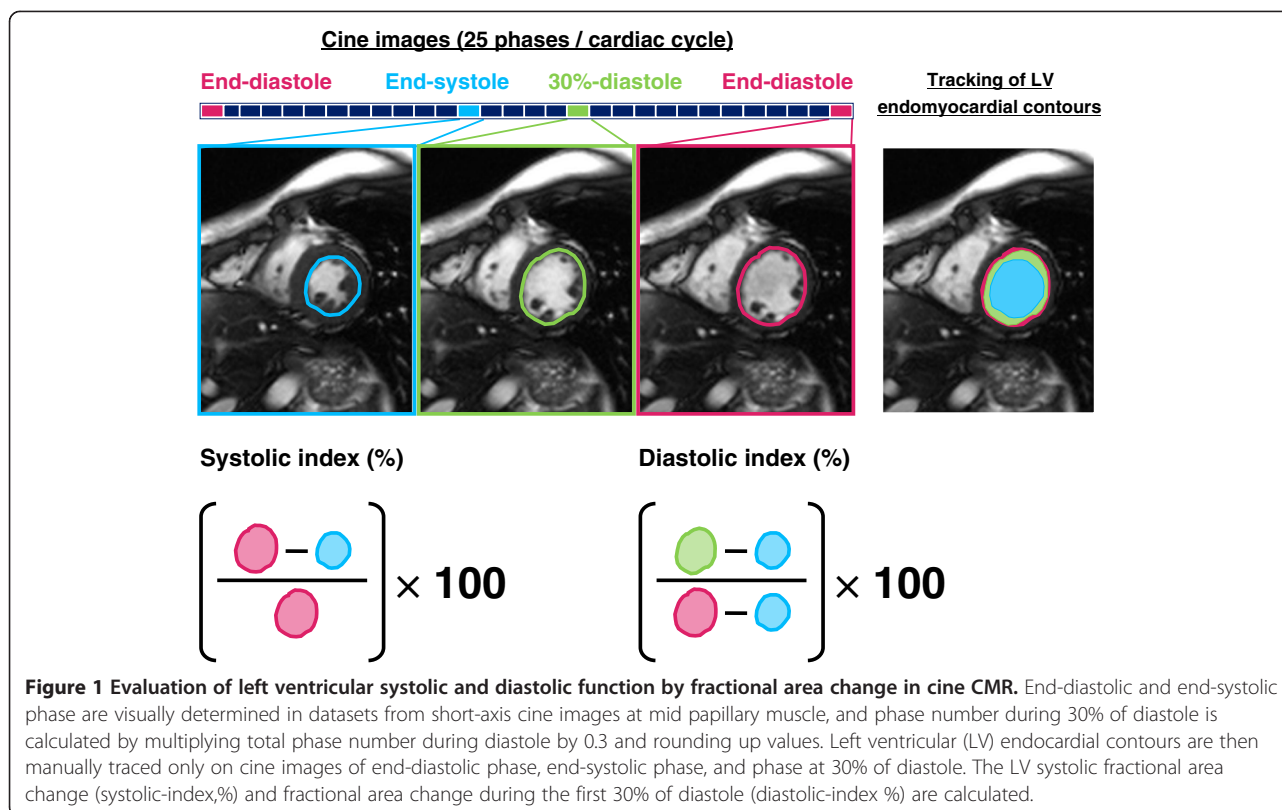 Cine images (25 phases / cardiac cycle)
End-diastole End-systole 30%-diastole End-diastole
Tracking of LV
endomyocardial contours
Systolic index (%) Diastolic index (%)
− × 100 − × 100
−
Figure 1 Evaluation of left ventricular systolic and diastolic function by fractional area change in cine CMR. End-diastolic and end-systolic
phase are visually determined in datasets from short-axis cine images at mid papillary muscle, and phase number during 30% of diastole is
calculated by multiplying total phase number during diastole by 0.3 and rounding up values. Left ventricular (LV) endocardial contours are then
manually traced only on cine images of end-diastolic phase, end-systolic phase, and phase at 30% of diastole. The LV systolic fractional area
change (systolic-index,%) and fractional area change during the first 30% of diastole (diastolic-index %) are calculated.